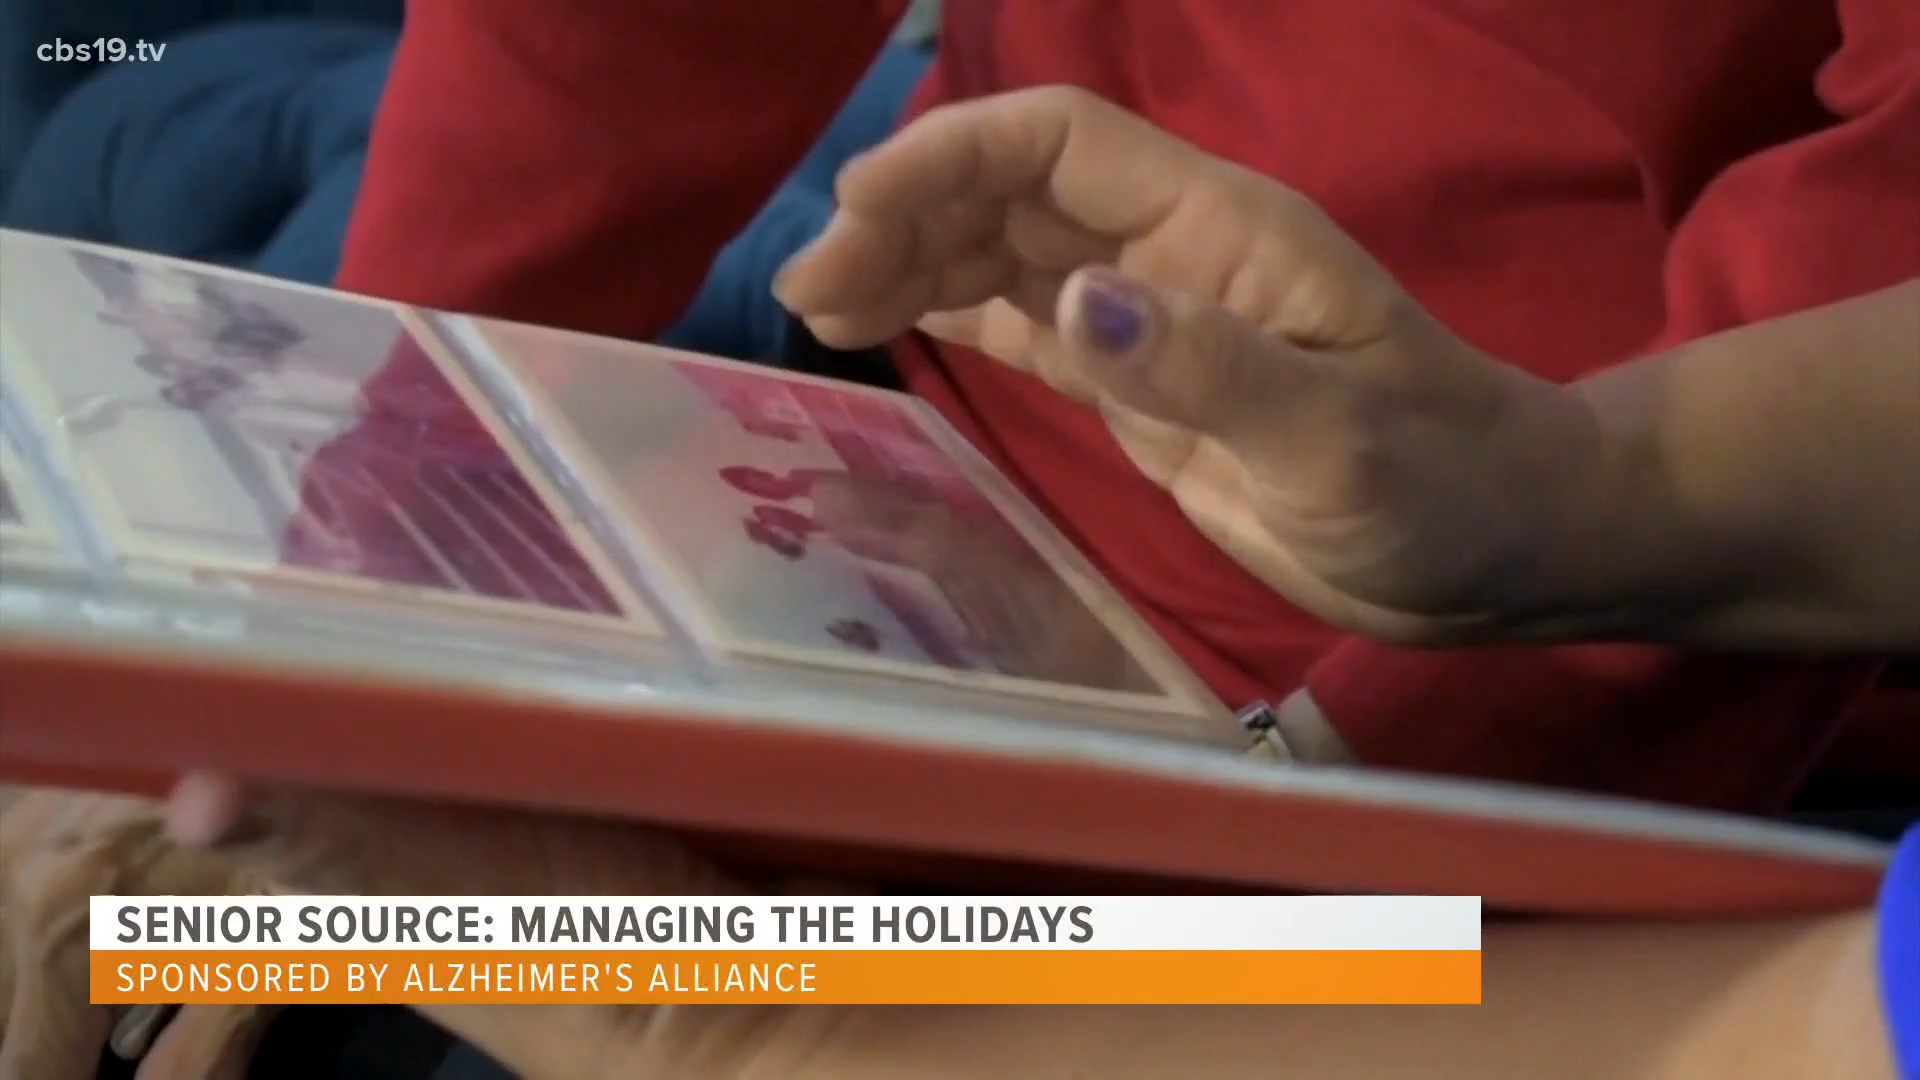 cbs19.tv
SENIOR SOURCE: MANAGING THE HOLIDAYS
SPONSORED BY ALZHEIMER'S ALLIANCE